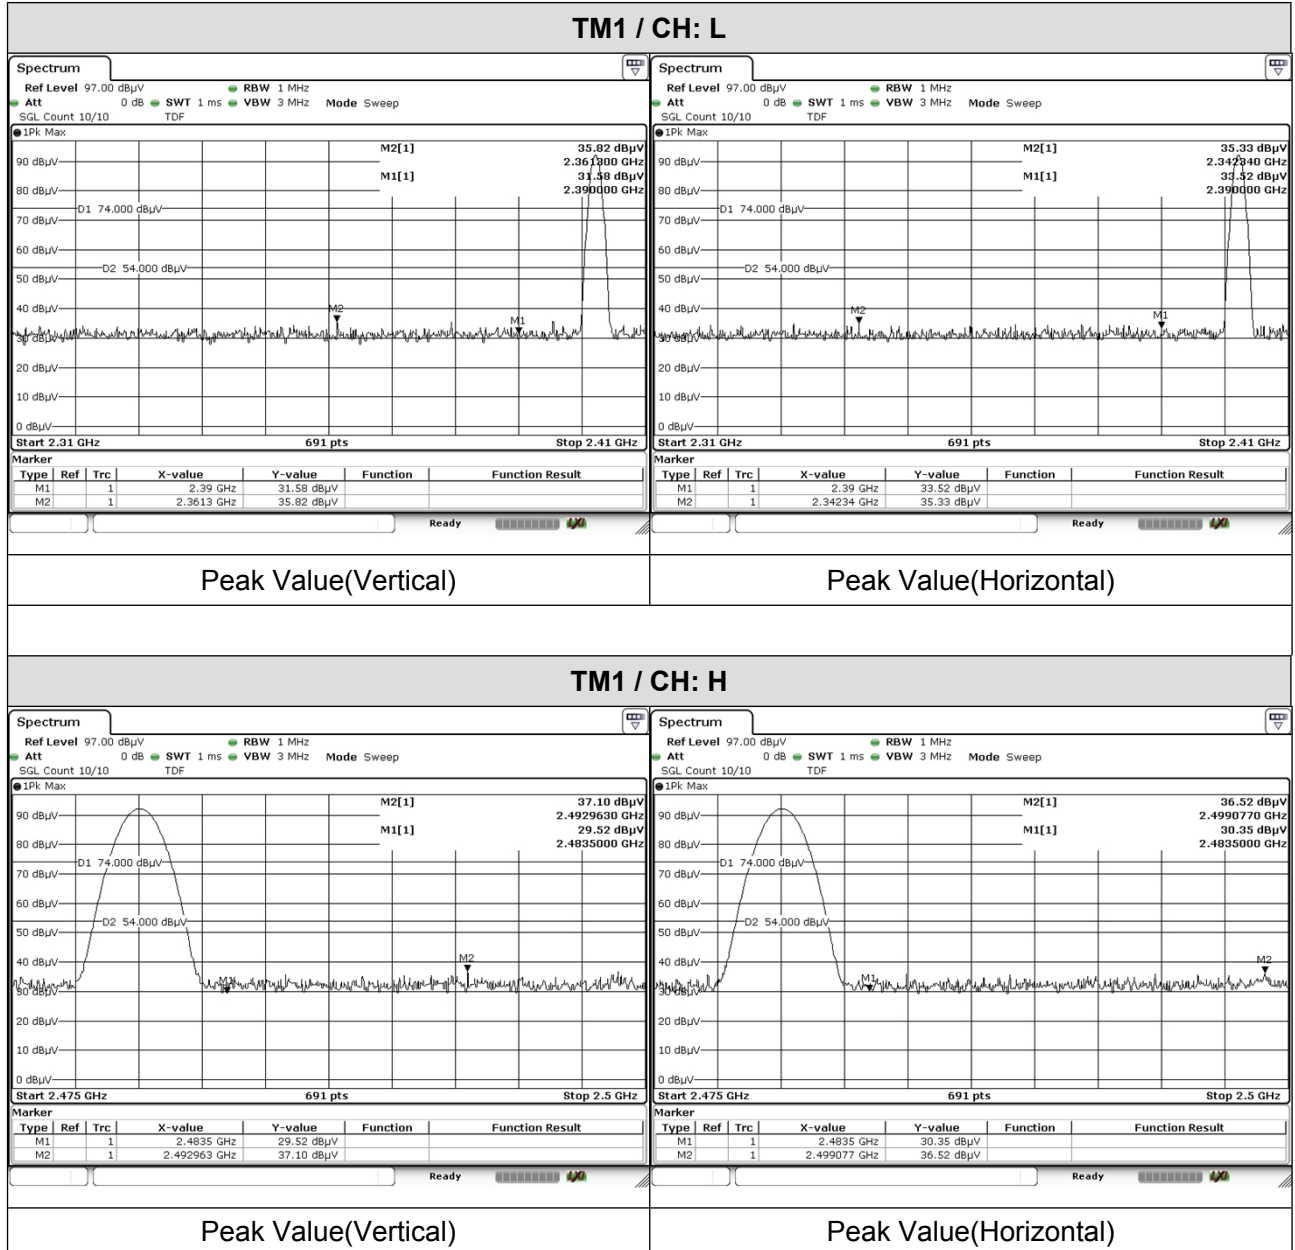 TM1 / CH: L
Spectrum
Ref Level 97.00 dBµV RBW 1 MHz
Att 0 dB SWT 1 ms VBW 3 MHz Mode Sweep
SGL Count 10/10 TDF
1Pk Max
M2[1] 35.82 dBµV
2.361300 GHz
M1[1] 31.58 dBµV
2.390000 GHz
90 dBµV
80 dBµV
D1 74.000 dBµV
70 dBµV
60 dBµV
D2 54.000 dBµV
50 dBµV
40 dBµV
M2
M1
30 dBµV
20 dBµV
10 dBµV
0 dBµV
Start 2.31 GHz 691 pts Stop 2.41 GHz
Marker
Type Ref Trc X-value Y-value Function Function Result
M1 1 2.39 GHz 31.58 dBµV
M2 1 2.3613 GHz 35.82 dBµV
Ready LXI
Peak Value(Vertical)
Spectrum
Ref Level 97.00 dBµV RBW 1 MHz
Att 0 dB SWT 1 ms VBW 3 MHz Mode Sweep
SGL Count 10/10 TDF
1Pk Max
M2[1] 35.33 dBµV
2.342340 GHz
M1[1] 33.52 dBµV
2.390000 GHz
90 dBµV
80 dBµV
D1 74.000 dBµV
70 dBµV
60 dBµV
D2 54.000 dBµV
50 dBµV
40 dBµV
M2
M1
30 dBµV
20 dBµV
10 dBµV
0 dBµV
Start 2.31 GHz 691 pts Stop 2.41 GHz
Marker
Type Ref Trc X-value Y-value Function Function Result
M1 1 2.39 GHz 33.52 dBµV
M2 1 2.34234 GHz 35.33 dBµV
Ready LXI
Peak Value(Horizontal)
TM1 / CH: H
Spectrum
Ref Level 97.00 dBµV RBW 1 MHz
Att 0 dB SWT 1 ms VBW 3 MHz Mode Sweep
SGL Count 10/10 TDF
1Pk Max
M2[1] 37.10 dBµV
2.4929630 GHz
M1[1] 29.52 dBµV
2.4835000 GHz
90 dBµV
80 dBµV
D1 74.000 dBµV
70 dBµV
60 dBµV
D2 54.000 dBµV
50 dBµV
40 dBµV
M2
M1
30 dBµV
20 dBµV
10 dBµV
0 dBµV
Start 2.475 GHz 691 pts Stop 2.5 GHz
Marker
Type Ref Trc X-value Y-value Function Function Result
M1 1 2.4835 GHz 29.52 dBµV
M2 1 2.492963 GHz 37.10 dBµV
Ready LXI
Peak Value(Vertical)
Spectrum
Ref Level 97.00 dBµV RBW 1 MHz
Att 0 dB SWT 1 ms VBW 3 MHz Mode Sweep
SGL Count 10/10 TDF
1Pk Max
M2[1] 36.52 dBµV
2.4990770 GHz
M1[1] 30.35 dBµV
2.4835000 GHz
90 dBµV
80 dBµV
D1 74.000 dBµV
70 dBµV
60 dBµV
D2 54.000 dBµV
50 dBµV
40 dBµV
M2
M1
30 dBµV
20 dBµV
10 dBµV
0 dBµV
Start 2.475 GHz 691 pts Stop 2.5 GHz
Marker
Type Ref Trc X-value Y-value Function Function Result
M1 1 2.4835 GHz 30.35 dBµV
M2 1 2.499077 GHz 36.52 dBµV
Ready LXI
Peak Value(Horizontal)